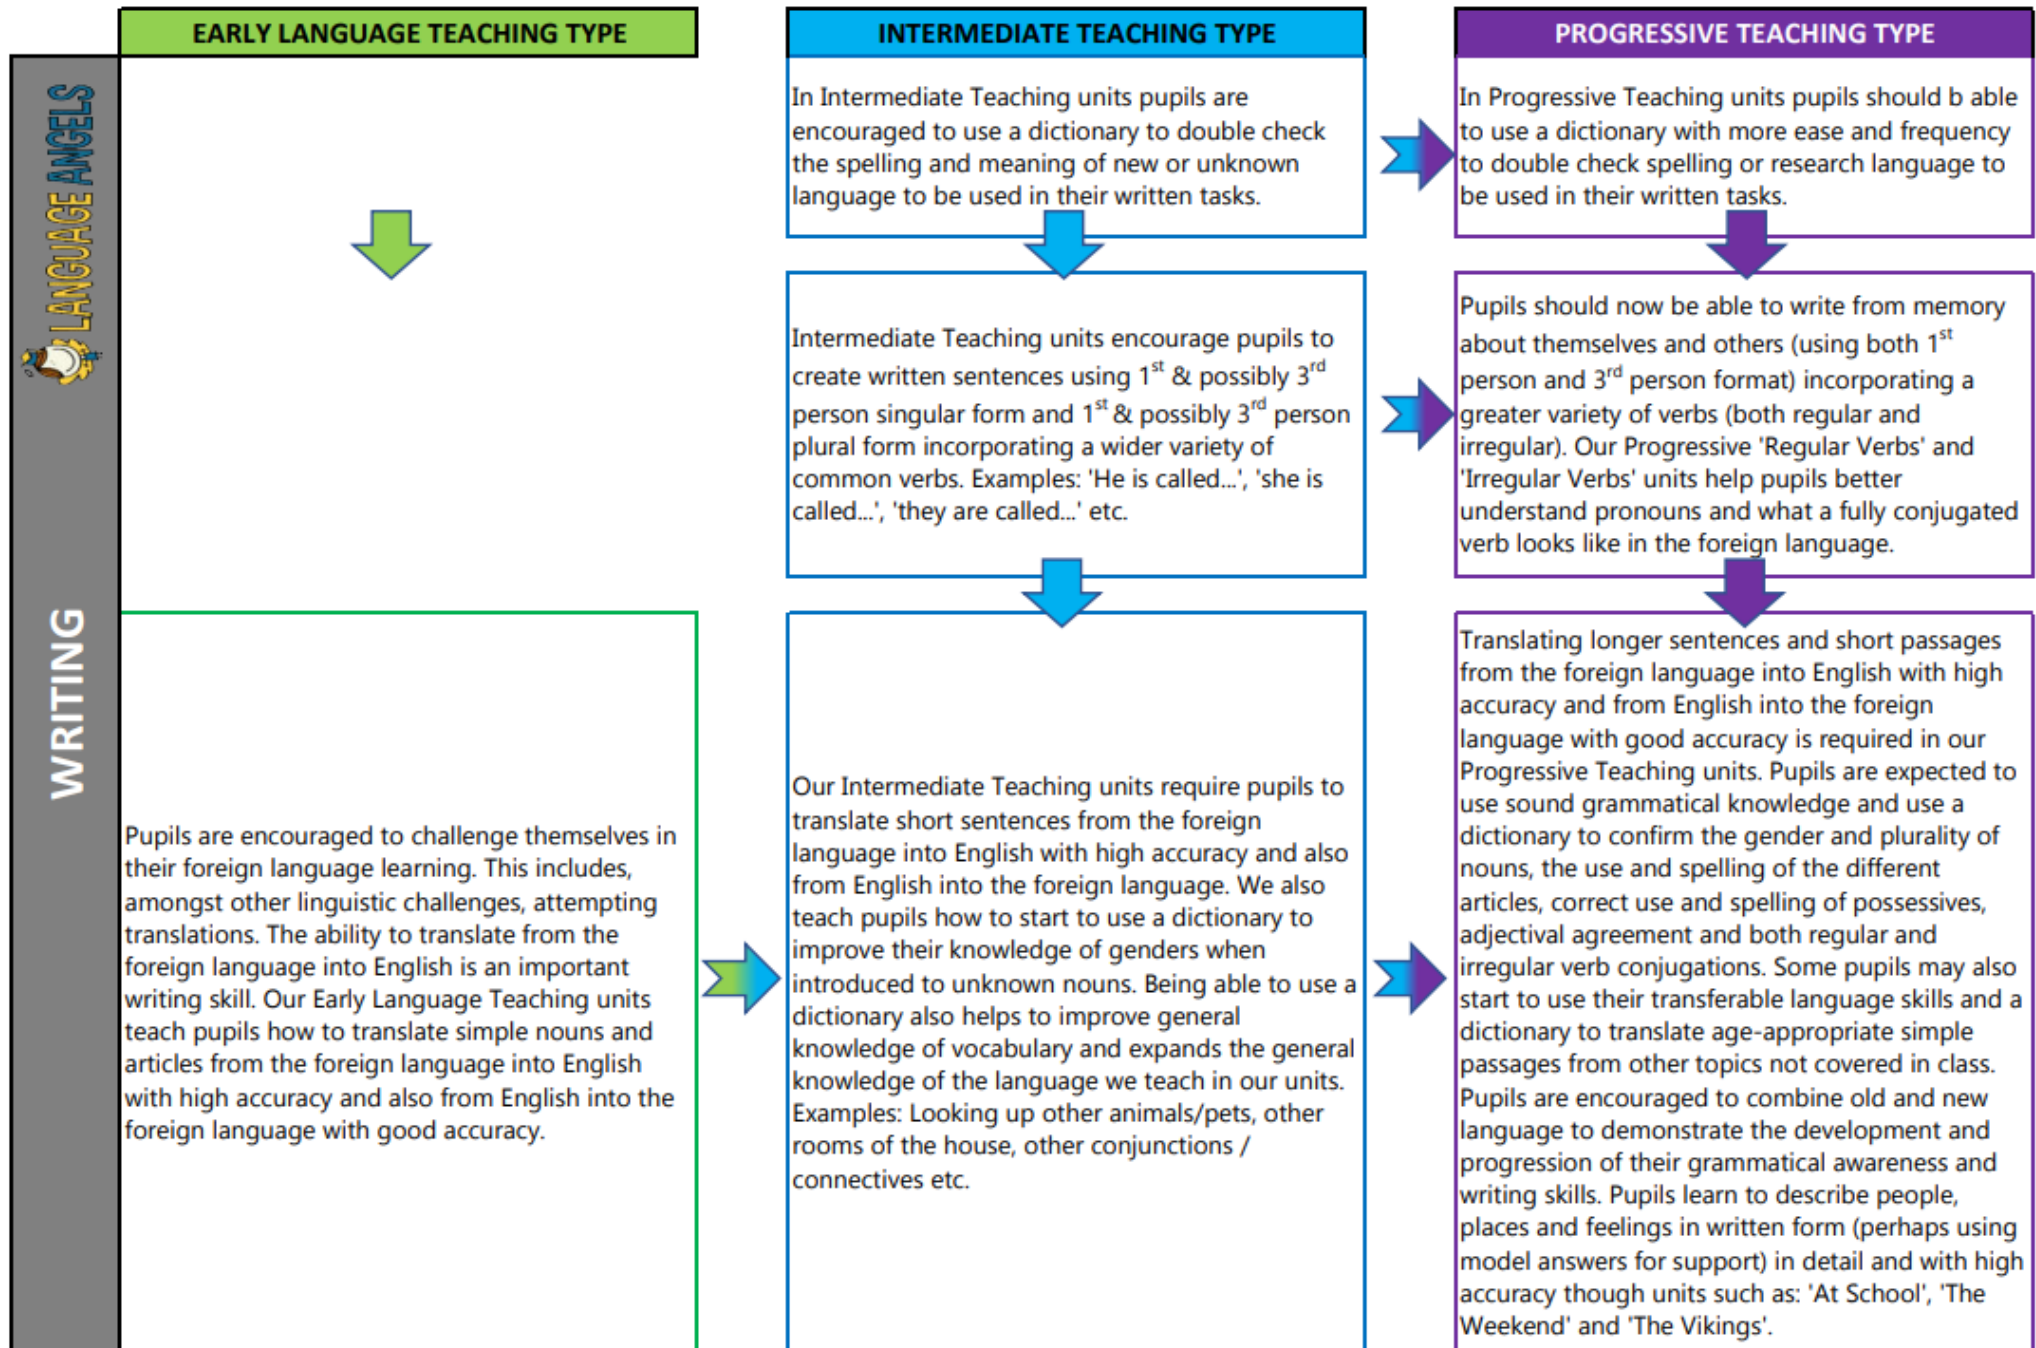 EARLY LANGUAGE TEACHING TYPE
INTERMEDIATE TEACHING TYPE
PROGRESSIVE TEACHING TYPE
LANGUAGE ANGELS
WRITING
In Intermediate Teaching units pupils are
encouraged to use a dictionary to double check
the spelling and meaning of new or unknown
language to be used in their written tasks.
In Progressive Teaching units pupils should b able
to use a dictionary with more ease and frequency
to double check spelling or research language to
be used in their written tasks.
Intermediate Teaching units encourage pupils to
create written sentences using 1st & possibly 3rd
person singular form and 1st & possibly 3rd person
plural form incorporating a wider variety of
common verbs. Examples: 'He is called...', 'she is
called...', 'they are called...' etc.
Pupils should now be able to write from memory
about themselves and others (using both 1st
person and 3rd person format) incorporating a
greater variety of verbs (both regular and
irregular). Our Progressive 'Regular Verbs' and
'Irregular Verbs' units help pupils better
understand pronouns and what a fully conjugated
verb looks like in the foreign language.
Pupils are encouraged to challenge themselves in
their foreign language learning. This includes,
amongst other linguistic challenges, attempting
translations. The ability to translate from the
foreign language into English is an important
writing skill. Our Early Language Teaching units
teach pupils how to translate simple nouns and
articles from the foreign language into English
with high accuracy and also from English into the
foreign language with good accuracy.
Our Intermediate Teaching units require pupils to
translate short sentences from the foreign
language into English with high accuracy and also
from English into the foreign language. We also
teach pupils how to start to use a dictionary to
improve their knowledge of genders when
introduced to unknown nouns. Being able to use a
dictionary also helps to improve general
knowledge of vocabulary and expands the general
knowledge of the language we teach in our units.
Examples: Looking up other animals/pets, other
rooms of the house, other conjunctions /
connectives etc.
Translating longer sentences and short passages
from the foreign language into English with high
accuracy and from English into the foreign
language with good accuracy is required in our
Progressive Teaching units. Pupils are expected to
use sound grammatical knowledge and use a
dictionary to confirm the gender and plurality of
nouns, the use and spelling of the different
articles, correct use and spelling of possessives,
adjectival agreement and both regular and
irregular verb conjugations. Some pupils may also
start to use their transferable language skills and a
dictionary to translate age-appropriate simple
passages from other topics not covered in class.
Pupils are encouraged to combine old and new
language to demonstrate the development and
progression of their grammatical awareness and
writing skills. Pupils learn to describe people,
places and feelings in written form (perhaps using
model answers for support) in detail and with high
accuracy though units such as: 'At School', 'The
Weekend' and 'The Vikings'.